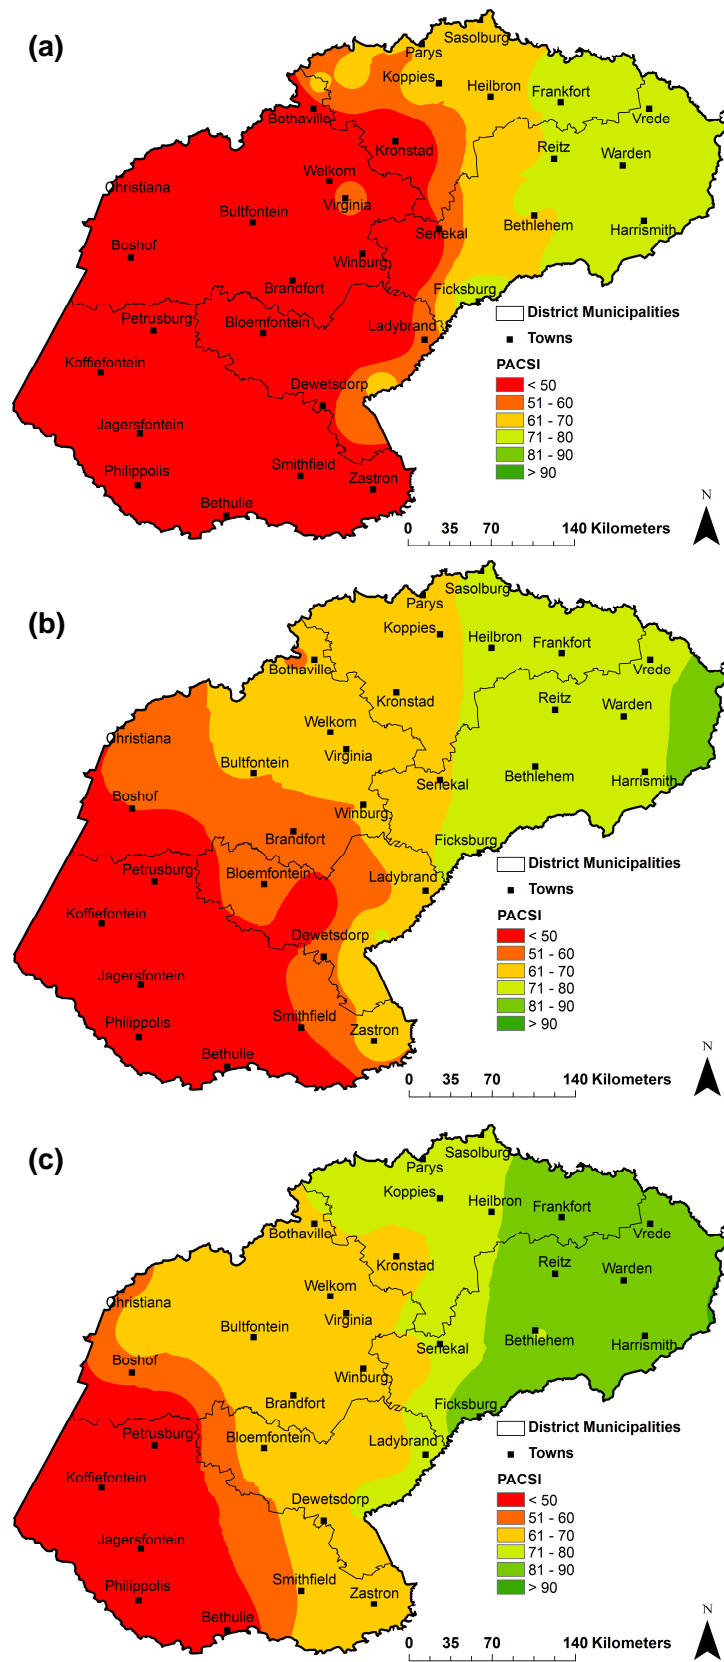 (a)
Sasolburg
Parys
Koppies
Heilbron
Frankfort
Bothaville
Vrede
Kronstad
Reitz
Warden
Welkom
Christiana
Virginia
Bultfontein
Bethlehem
Senekal
Harrismith
Boshof
Winburg
Brandfort
Ficksburg
District Municipalities
Petrusburg
Bloemfontein
Ladybrand
Towns
Koffiefontein
PACSI
Dewetsdorp
< 50
51 - 60
61 - 70
Jagersfontein
71 - 80
81 - 90
Philippolis
Smithfield
Zastron
> 90
Bethulie
N
0 35 70 140 Kilometers
(b)
Sasolburg
Parys
Koppies
Heilbron
Frankfort
Bothaville
Vrede
Kronstad
Reitz
Warden
Christiana
Welkom
Virginia
Bultfontein
Bethlehem
Senekal
Harrismith
Boshof
Winburg
Brandfort
Ficksburg
District Municipalities
Petrusburg
Bloemfontein
Ladybrand
Towns
Koffiefontein
PACSI
Dewetsdorp
< 50
51 - 60
61 - 70
Jagersfontein
71 - 80
81 - 90
Philippolis
Smithfield
Zastron
> 90
Bethulie
N
0 35 70 140 Kilometers
(c)
Sasolburg
Parys
Koppies
Heilbron
Frankfort
Bothaville
Vrede
Kronstad
Reitz
Warden
Welkom
Christiana
Virginia
Bultfontein
Bethlehem
Senekal
Harrismith
Boshof
Winburg
Brandfort
Ficksburg
District Municipalities
Petrusburg
Bloemfontein
Ladybrand
Towns
Koffiefontein
PACSI
Dewetsdorp
< 50
51 - 60
61 - 70
Jagersfontein
71 - 80
81 - 90
Philippolis
Smithfield
Zastron
> 90
Bethulie
N
0 35 70 140 Kilometers